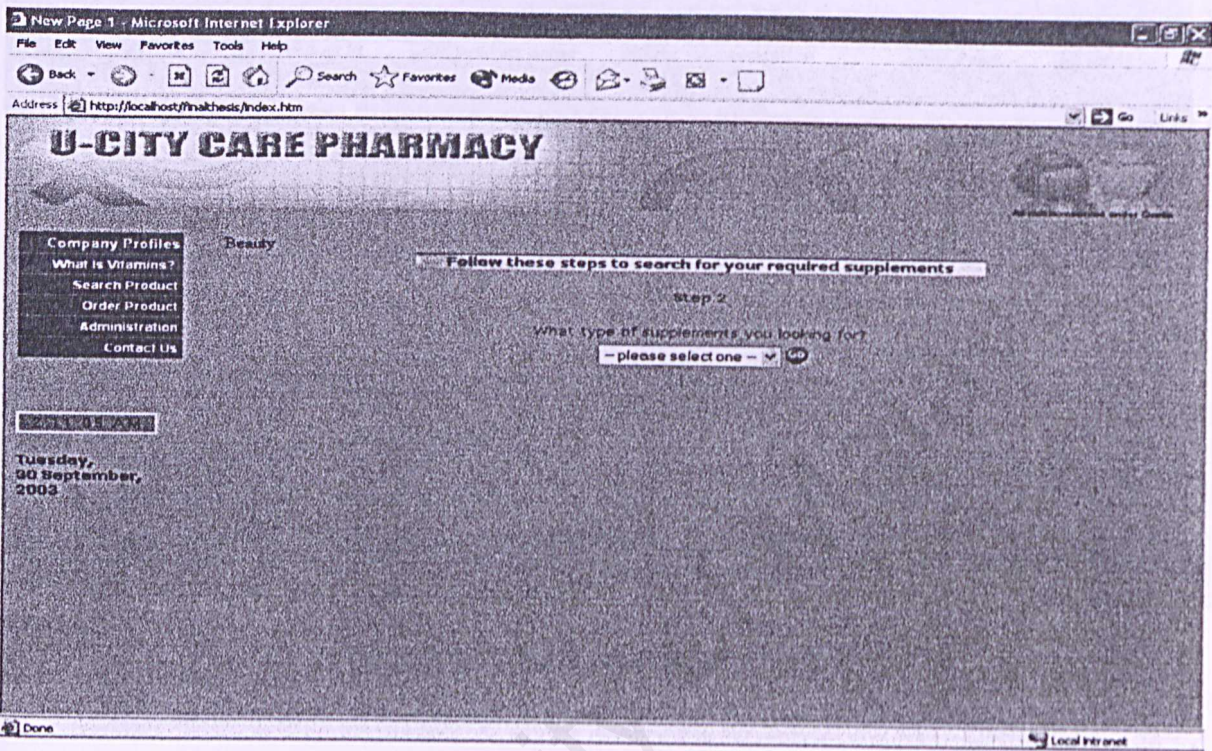 New Page 1 - Microsoft Internet Explorer
File Edit View Favorites Tools Help
Back Search Favorites Media
Address http://localhost/finalthesis/index.htm Go Links »
U-CITY CARE PHARMACY
Company Profiles
What Is Vitamins?
Search Product
Order Product
Administration
Contact Us
Beauty
Follow these steps to search for your required supplements
Step 2
What type of supplements you looking for?
-- please select one -- Go
AM
Tuesday,
30 September,
2003
Done Local intranet